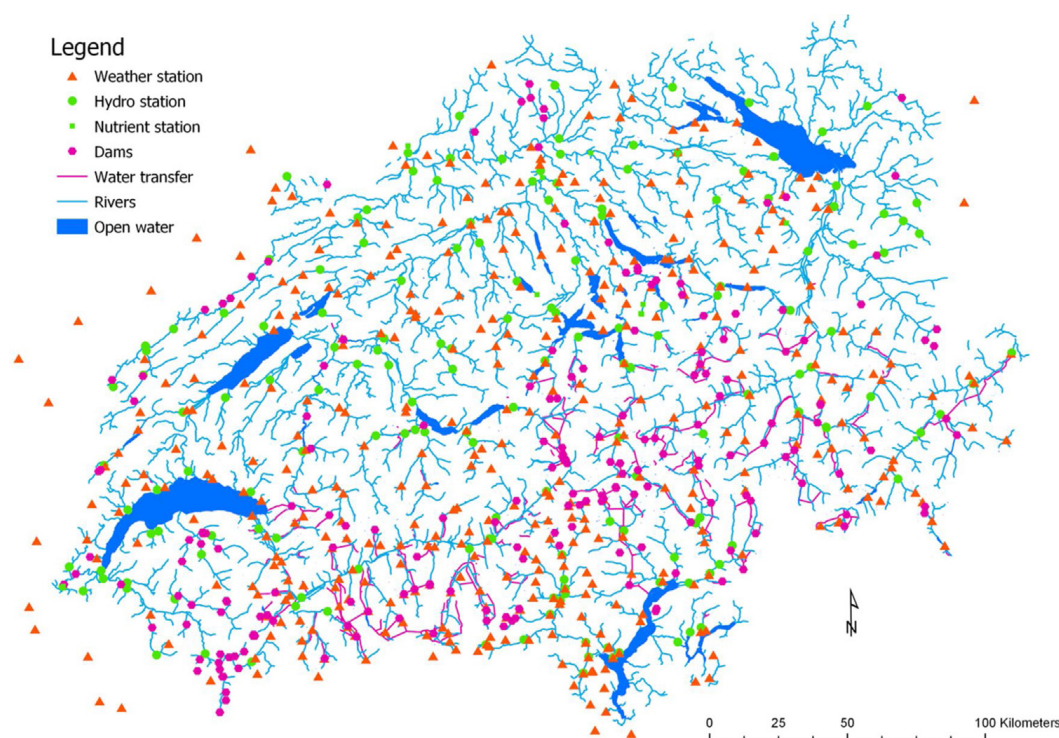 Legend
Weather station
Hydro station
Nutrient station
Dams
Water transfer
Rivers
Open water
N
0 25 50 100 Kilometers